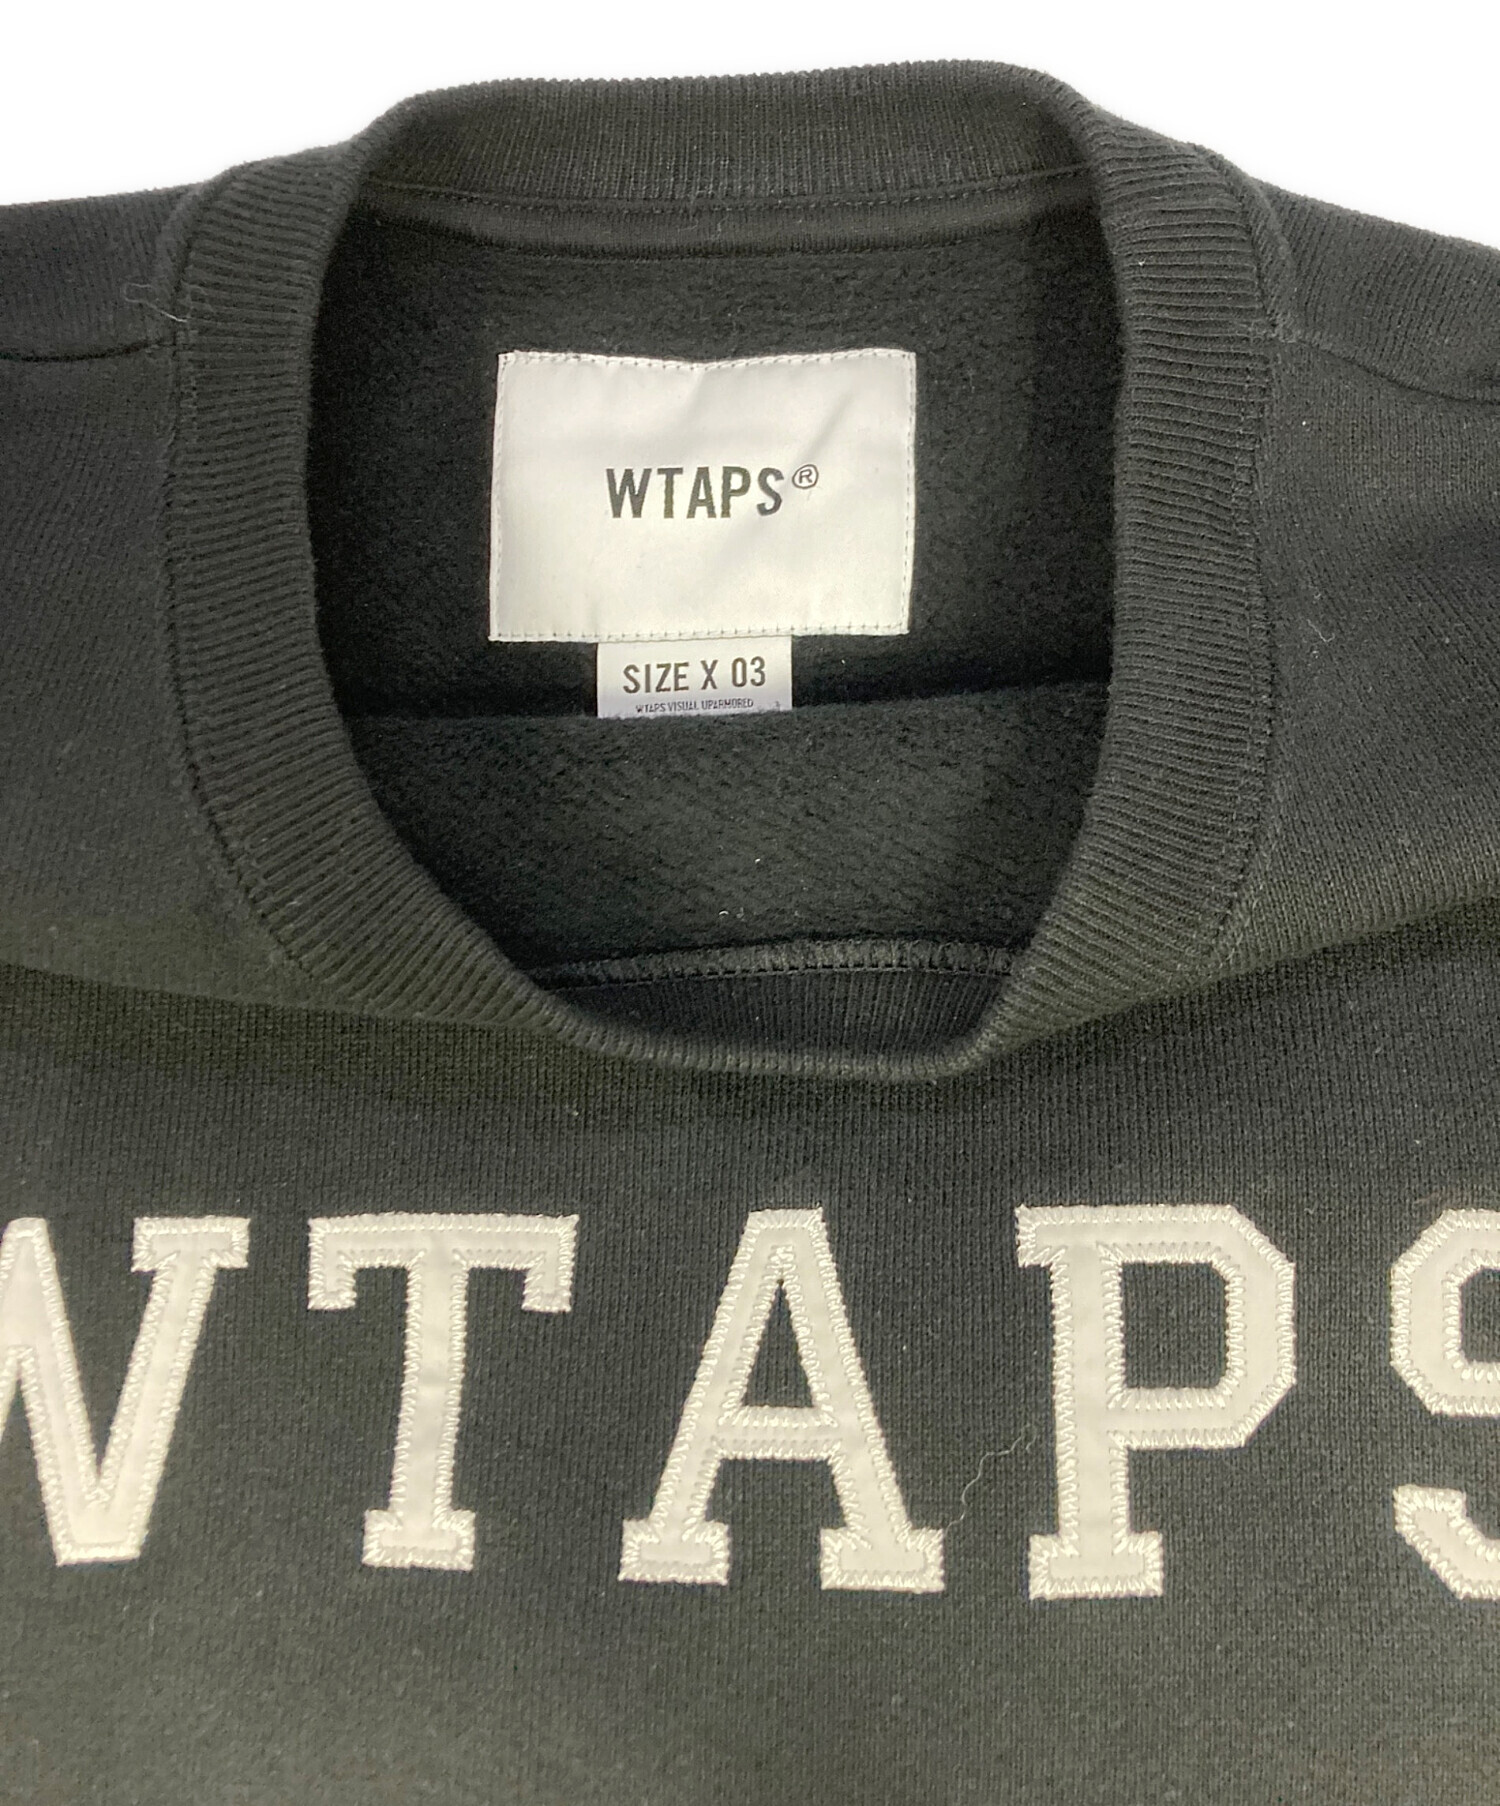 WTAPS®
SIZE X 03
WTAPS VISUAL UPARMORED
WTAPS